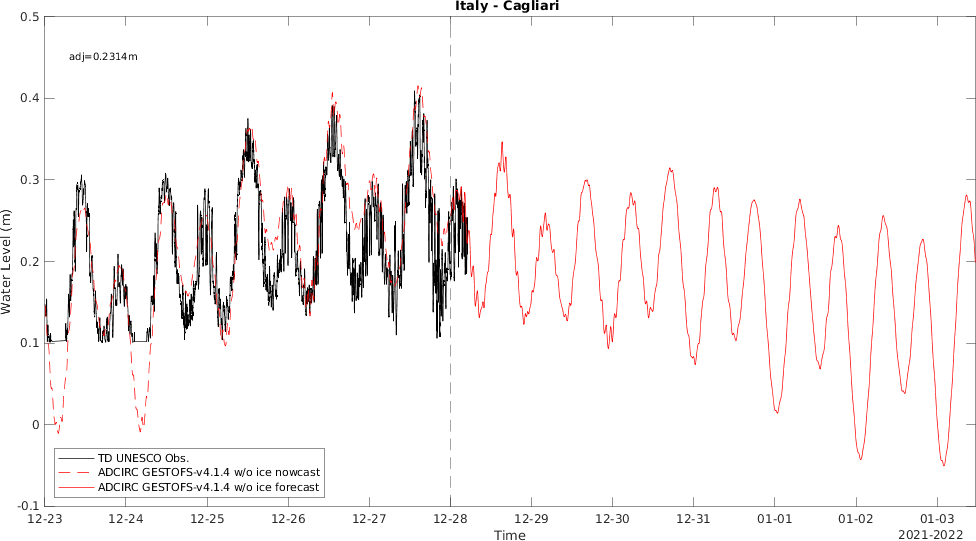 Italy - Cagliari
adj=0.2314m
0.5
0.4
0.3
0.2
0.1
0
-0.1
Water Level (m)
TD UNESCO Obs.
ADCIRC GESTOFS-v4.1.4 w/o ice nowcast
ADCIRC GESTOFS-v4.1.4 w/o ice forecast
12-23 12-24 12-25 12-26 12-27 12-28 12-29 12-30 12-31 01-01 01-02 01-03
Time
2021-2022